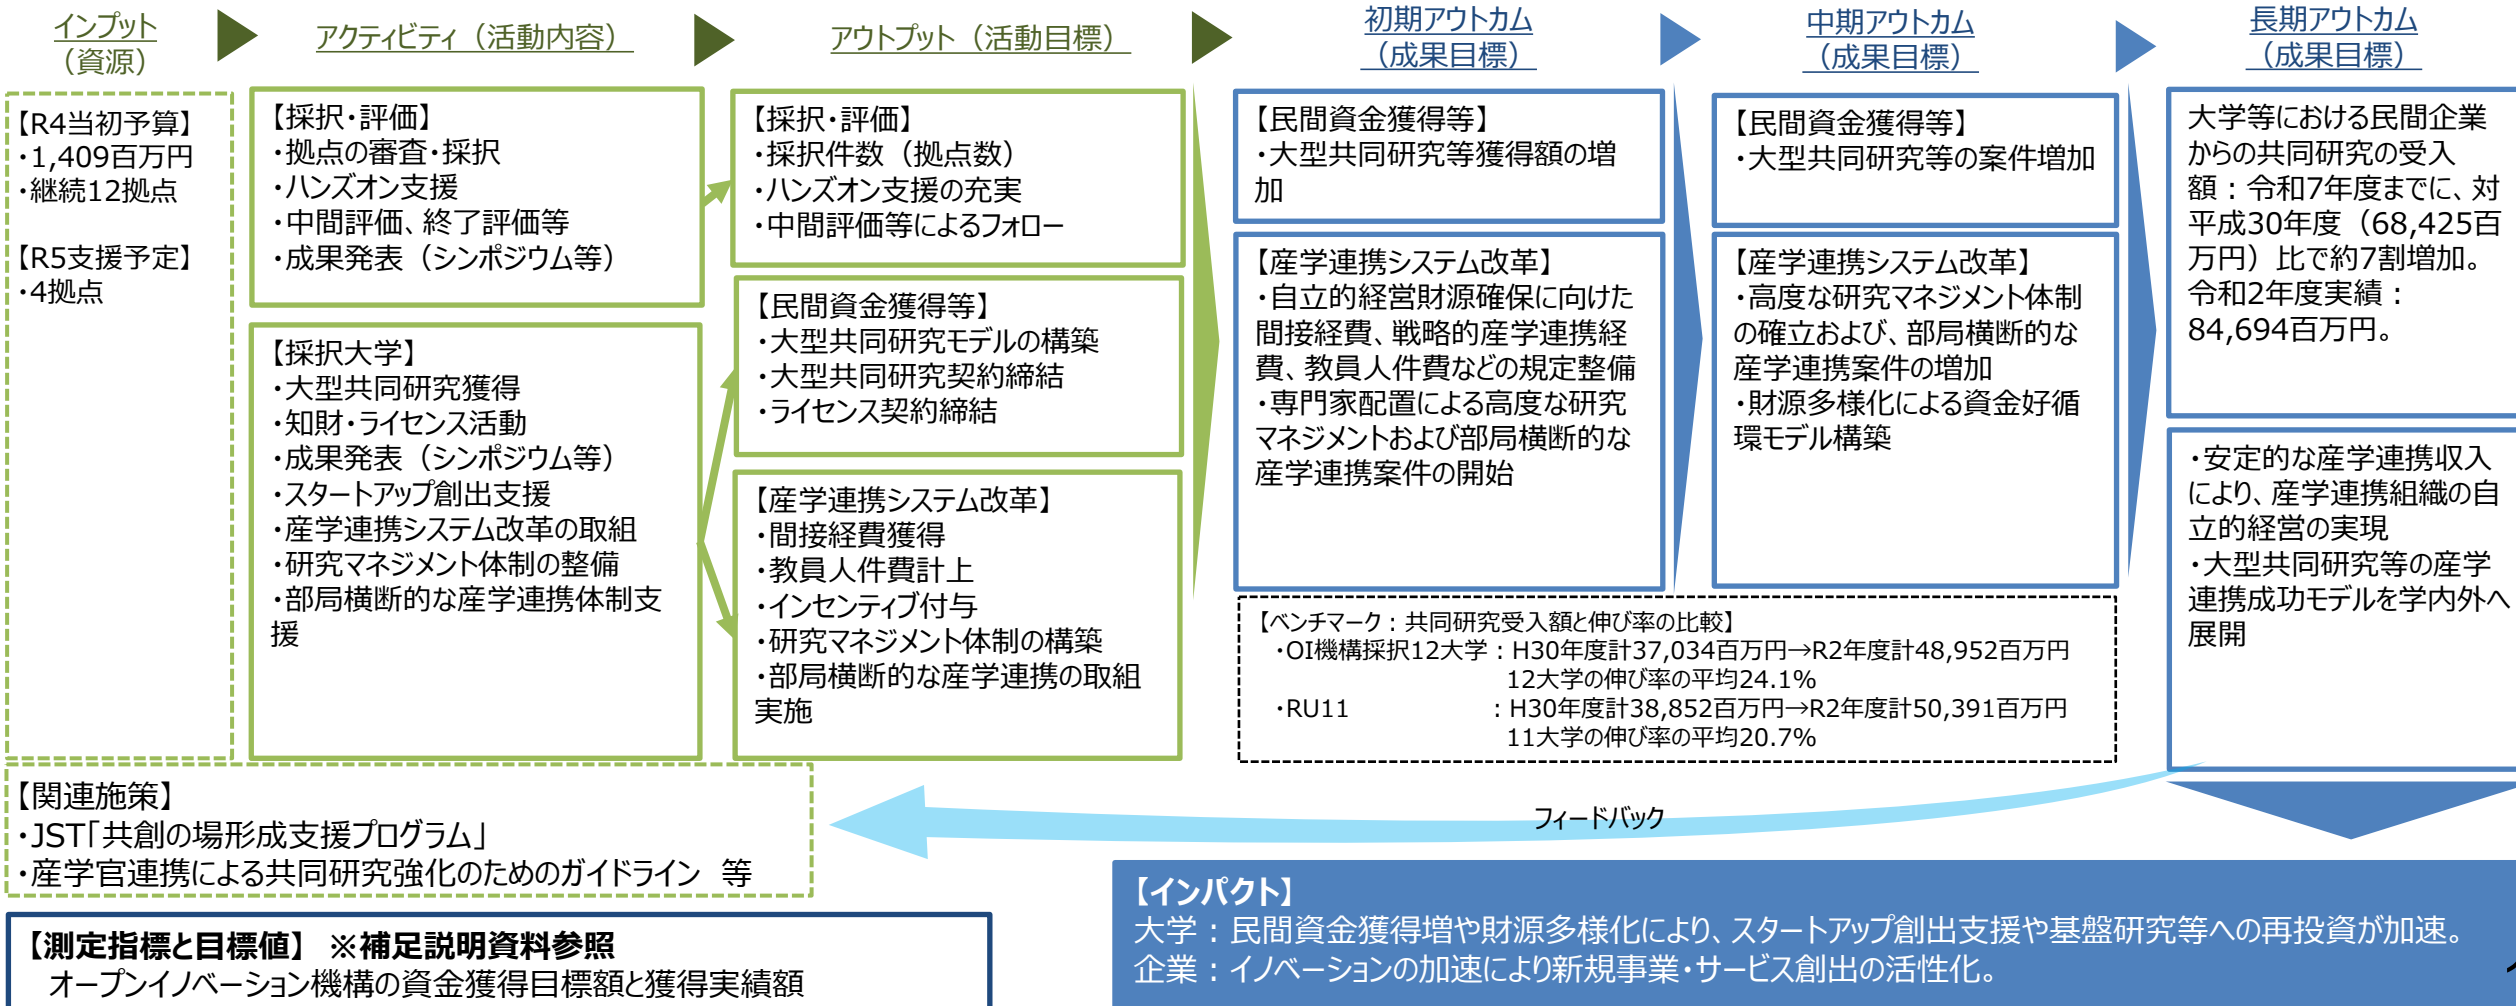 インプット
（資源）
アクティビティ（活動内容）
アウトプット（活動目標）
初期アウトカム
（成果目標）
中期アウトカム
（成果目標）
長期アウトカム
（成果目標）
【R4当初予算】
・1,409百万円
・継続12拠点
【R5支援予定】
・4拠点
【採択・評価】
・拠点の審査・採択
・ハンズオン支援
・中間評価、終了評価等
・成果発表（シンポジウム等）
【採択大学】
・大型共同研究獲得
・知財・ライセンス活動
・成果発表（シンポジウム等）
・スタートアップ創出支援
・産学連携システム改革の取組
・研究マネジメント体制の整備
・部局横断的な産学連携体制支
援
【採択・評価】
・採択件数（拠点数）
・ハンズオン支援の充実
・中間評価等によるフォロー
【民間資金獲得等】
・大型共同研究モデルの構築
・大型共同研究契約締結
・ライセンス契約締結
【産学連携システム改革】
・間接経費獲得
・教員人件費計上
・インセンティブ付与
・研究マネジメント体制の構築
・部局横断的な産学連携の取組
実施
【民間資金獲得等】
・大型共同研究等獲得額の増
加
【産学連携システム改革】
・自立的経営財源確保に向けた
間接経費、戦略的産学連携経
費、教員人件費などの規定整備
・専門家配置による高度な研究
マネジメントおよび部局横断的な
産学連携案件の開始
【民間資金獲得等】
・大型共同研究等の案件増加
【産学連携システム改革】
・高度な研究マネジメント体制
の確立および、部局横断的な
産学連携案件の増加
・財源多様化による資金好循
環モデル構築
大学等における民間企業
からの共同研究の受入
額：令和7年度までに、対
平成30年度（68,425百
万円）比で約7割増加。
令和2年度実績：
84,694百万円。
・安定的な産学連携収入
により、産学連携組織の自
立的経営の実現
・大型共同研究等の産学
連携成功モデルを学内外へ
展開
【ベンチマーク：共同研究受入額と伸び率の比較】
・OI機構採択12大学：H30年度計37,034百万円→R2年度計48,952百万円
12大学の伸び率の平均24.1%
・RU11　　　　　　：H30年度計38,852百万円→R2年度計50,391百万円
11大学の伸び率の平均20.7%
【関連施策】
・JST「共創の場形成支援プログラム」
・産学官連携による共同研究強化のためのガイドライン　等
フィードバック
【測定指標と目標値】 ※補足説明資料参照
オープンイノベーション機構の資金獲得目標額と獲得実績額
【インパクト】
大学：民間資金獲得増や財源多様化により、スタートアップ創出支援や基盤研究等への再投資が加速。
企業：イノベーションの加速により新規事業・サービス創出の活性化。